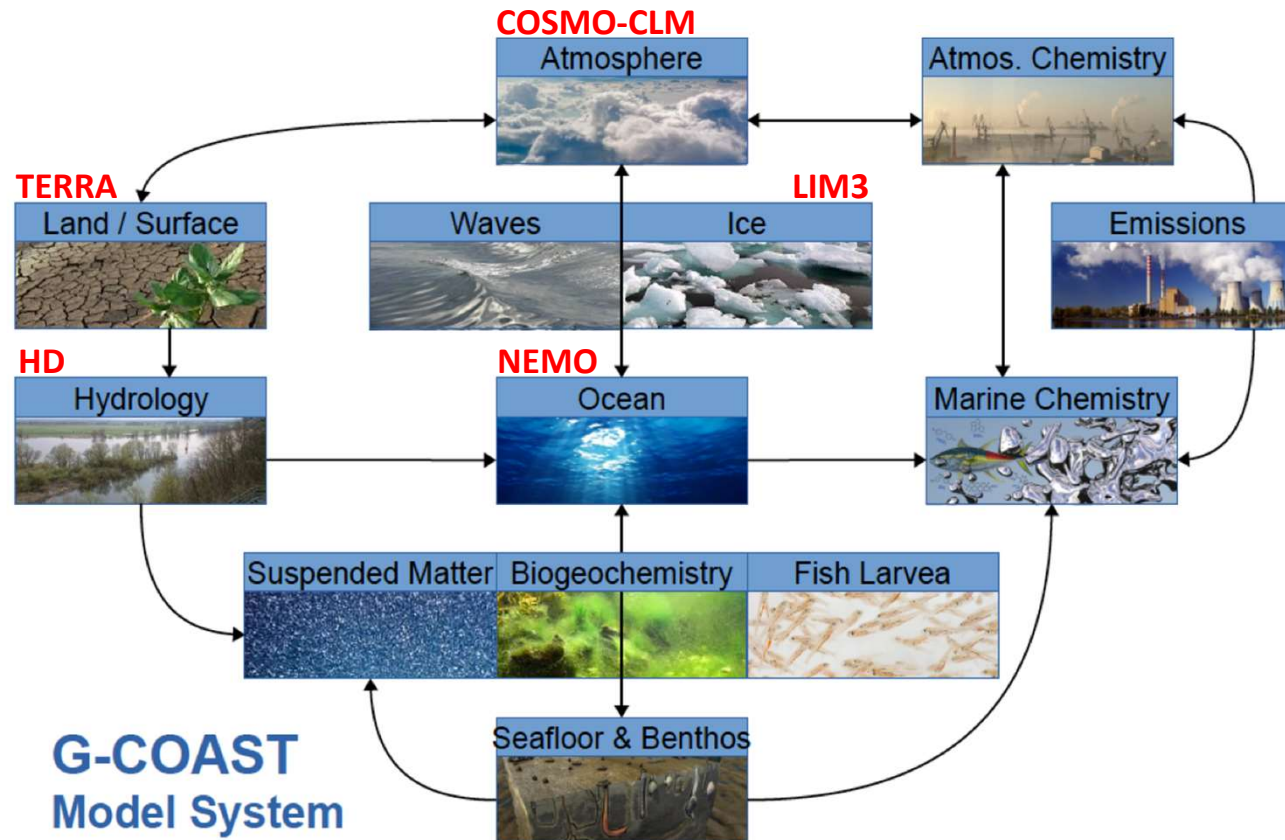 COSMO-CLM
Atmosphere
Atmos. Chemistry
TERRA
LIM3
Land / Surface
Waves
Ice
Emissions
HD
NEMO
Hydrology
Ocean
Marine Chemistry
Suspended Matter
Biogeochemistry
Fish Larvea
Seafloor & Benthos
G-COAST
Model System